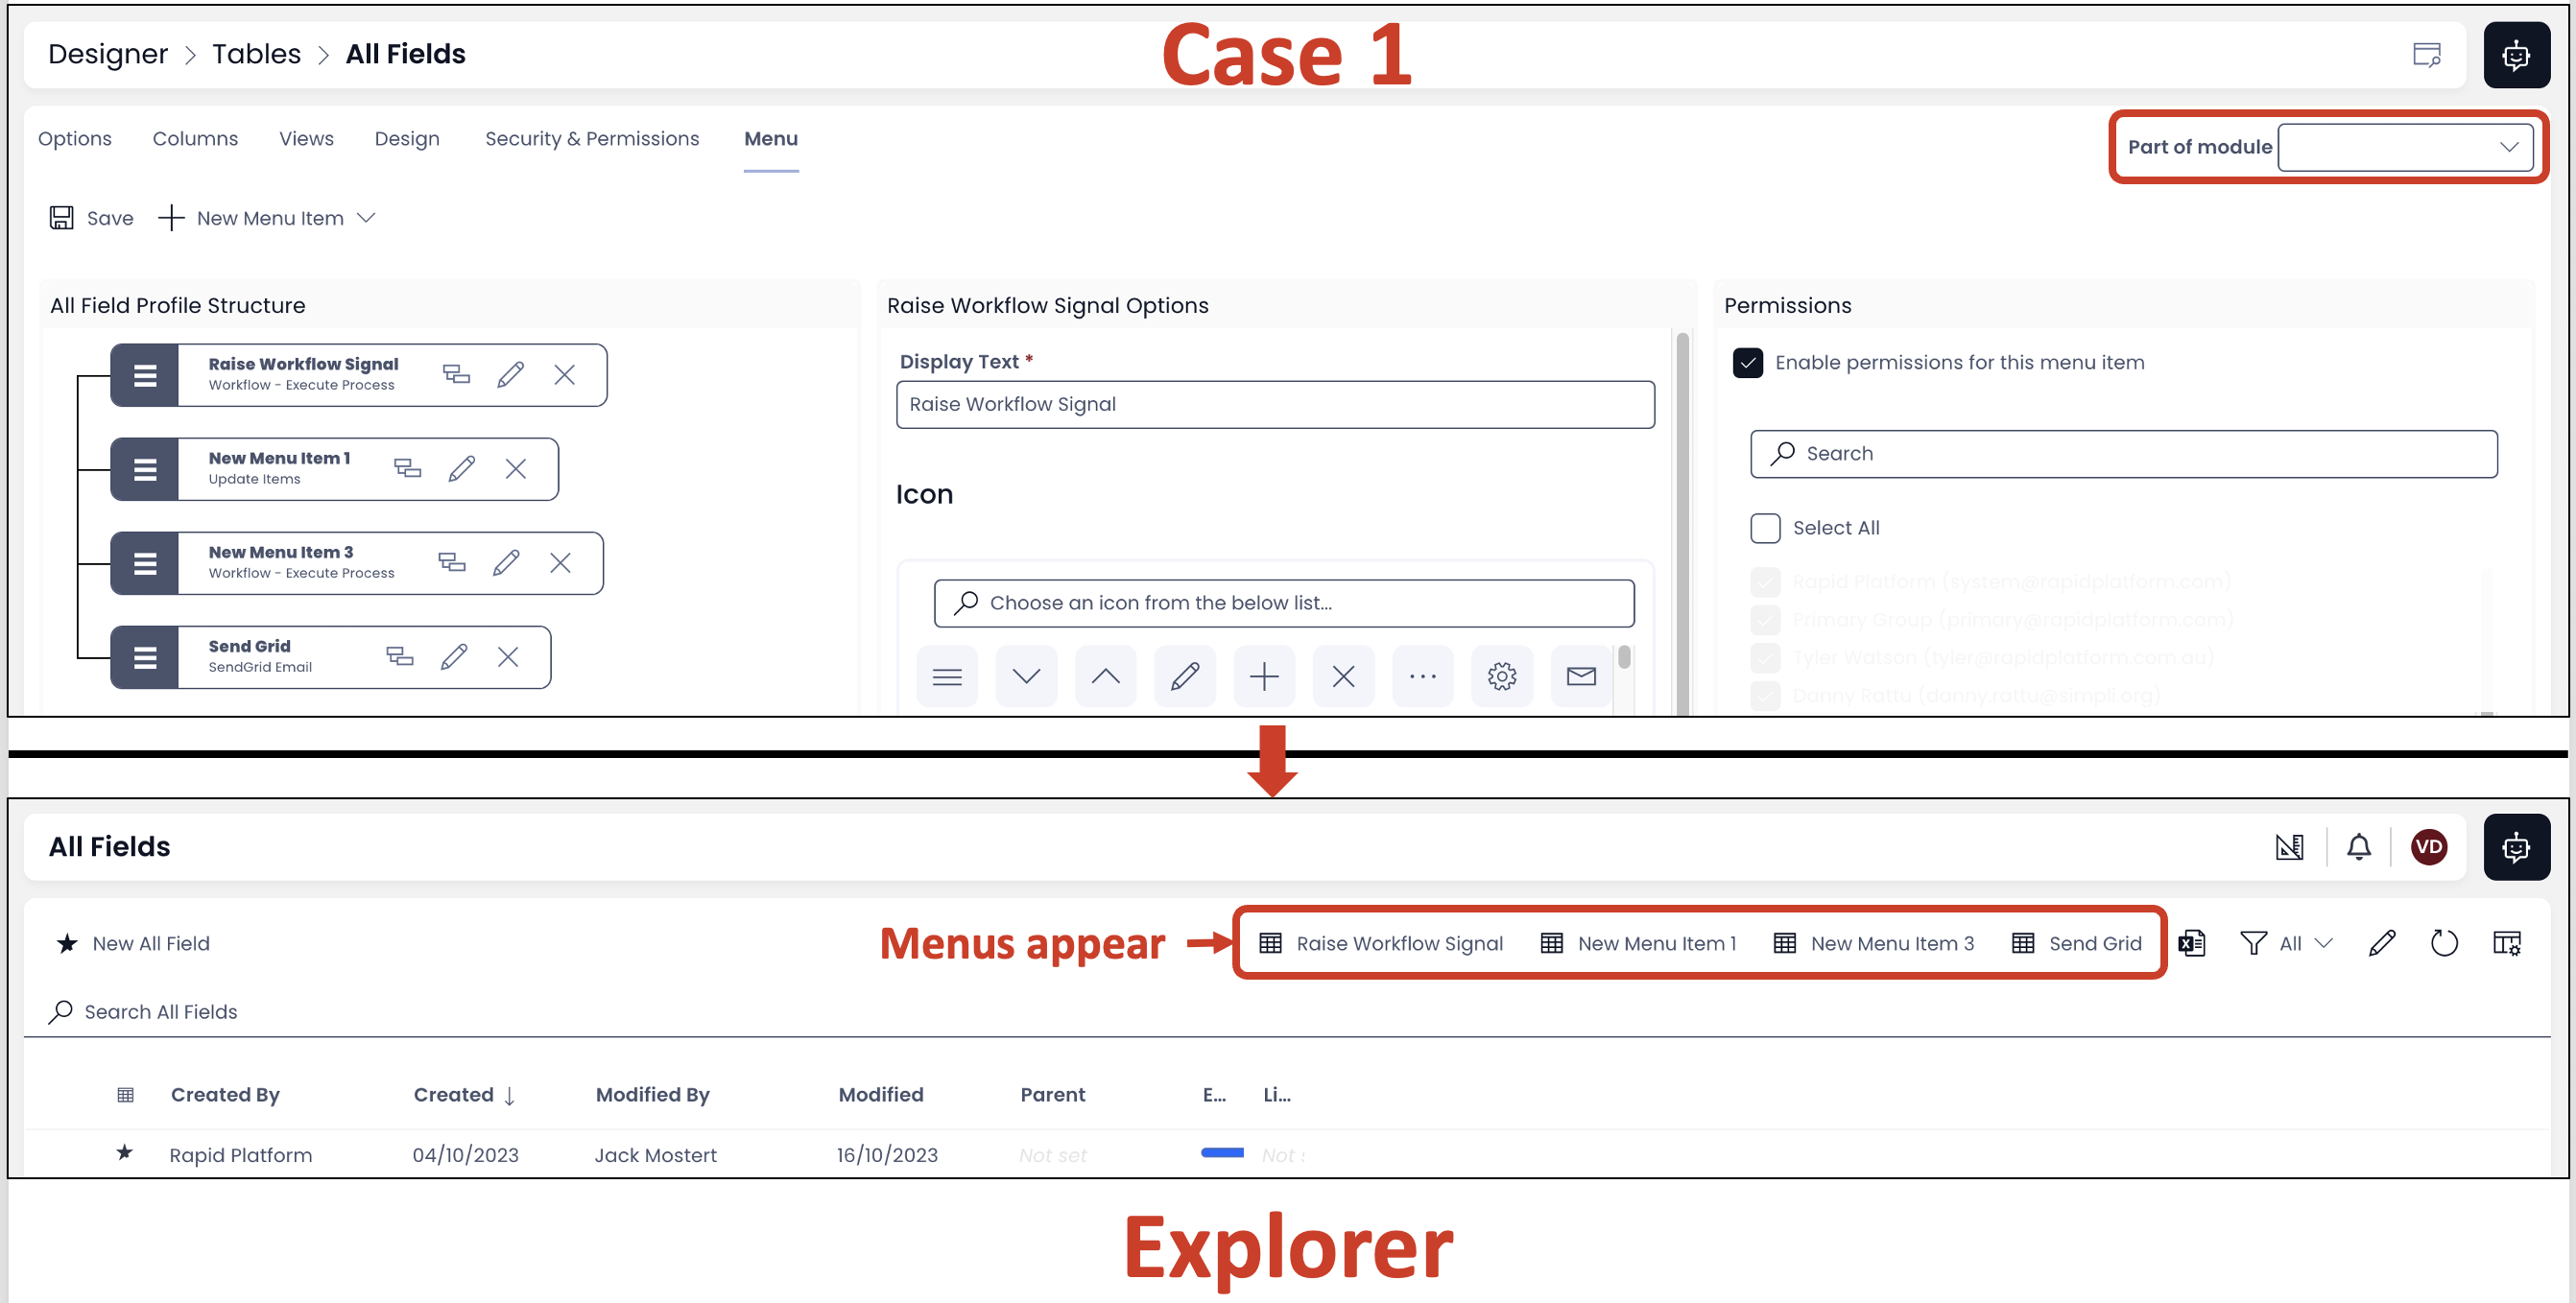 Case 1
Designer > Tables > All Fields
Options Columns Views Design Security & Permissions Menu
Part of module
Save New Menu Item
All Field Profile Structure
Raise Workflow Signal
Workflow - Execute Process
New Menu Item 1
Update Items
New Menu Item 3
Workflow - Execute Process
Send Grid
SendGrid Email
Raise Workflow Signal Options
Display Text *
Raise Workflow Signal
Icon
Choose an icon from the below list...
Permissions
Enable permissions for this menu item
Search
Select All
Rapid Platform (system@rapidplatform.com)
Primary Group (primary@rapidplatform.com)
Tyler Watson (tyler@rapidplatform.com.au)
Danny Rattu (danny.rattu@simpli.org)
All Fields
VD
New All Field
Menus appear
Raise Workflow Signal New Menu Item 1 New Menu Item 3 Send Grid
All
Search All Fields
Created By Created Modified By Modified Parent E... Li...
Rapid Platform 04/10/2023 Jack Mostert 16/10/2023 Not set Not
Explorer